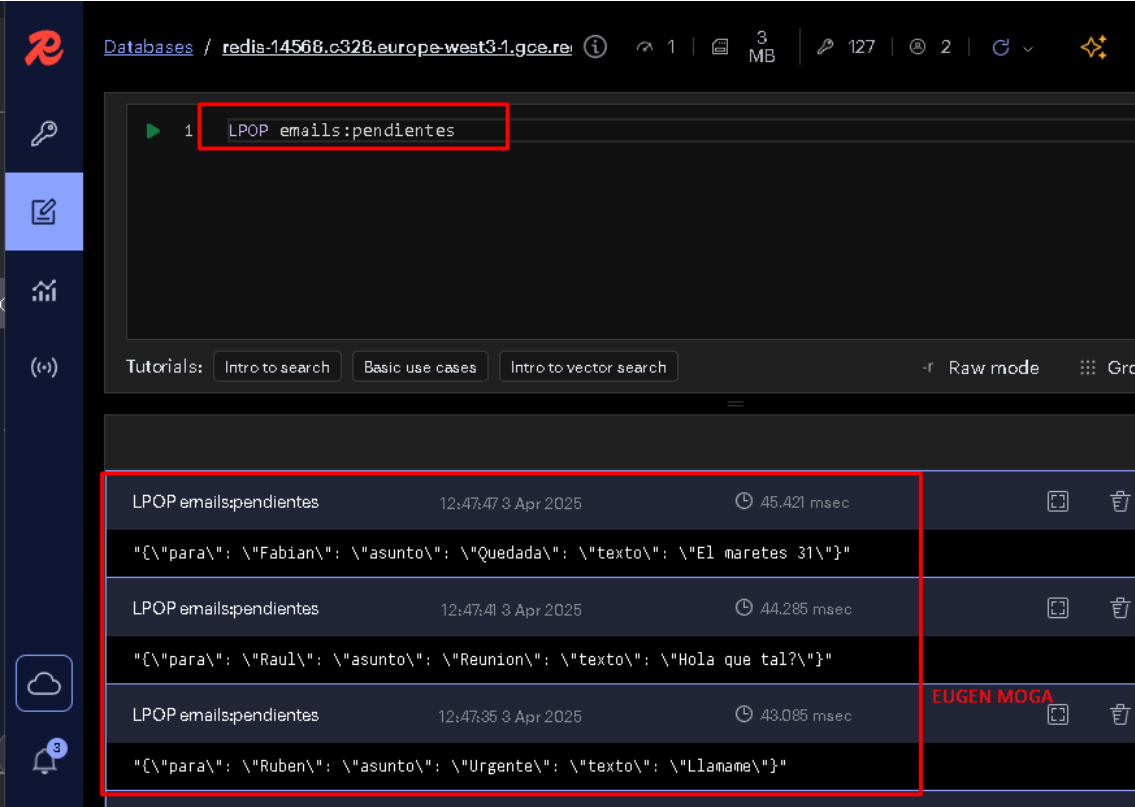 Databases / redis-14568.c328.europe-west3-1.gce.re 1 3 MB 127 2
1 LPOP emails:pendientes
Tutorials: Intro to search Basic use cases Intro to vector search -r Raw mode Gro
LPOP emails:pendientes 12:47:47 3 Apr 2025 45.421 msec
"{\"para\": \"Fabian\": \"asunto\": \"Quedada\": \"texto\": \"El maretes 31\"}"
LPOP emails:pendientes 12:47:41 3 Apr 2025 44.285 msec
"{\"para\": \"Raul\": \"asunto\": \"Reunion\": \"texto\": \"Hola que tal?\"}"
EUGEN MOGA
LPOP emails:pendientes 12:47:35 3 Apr 2025 43.085 msec
3
"{\"para\": \"Ruben\": \"asunto\": \"Urgente\": \"texto\": \"Llamame\"}"